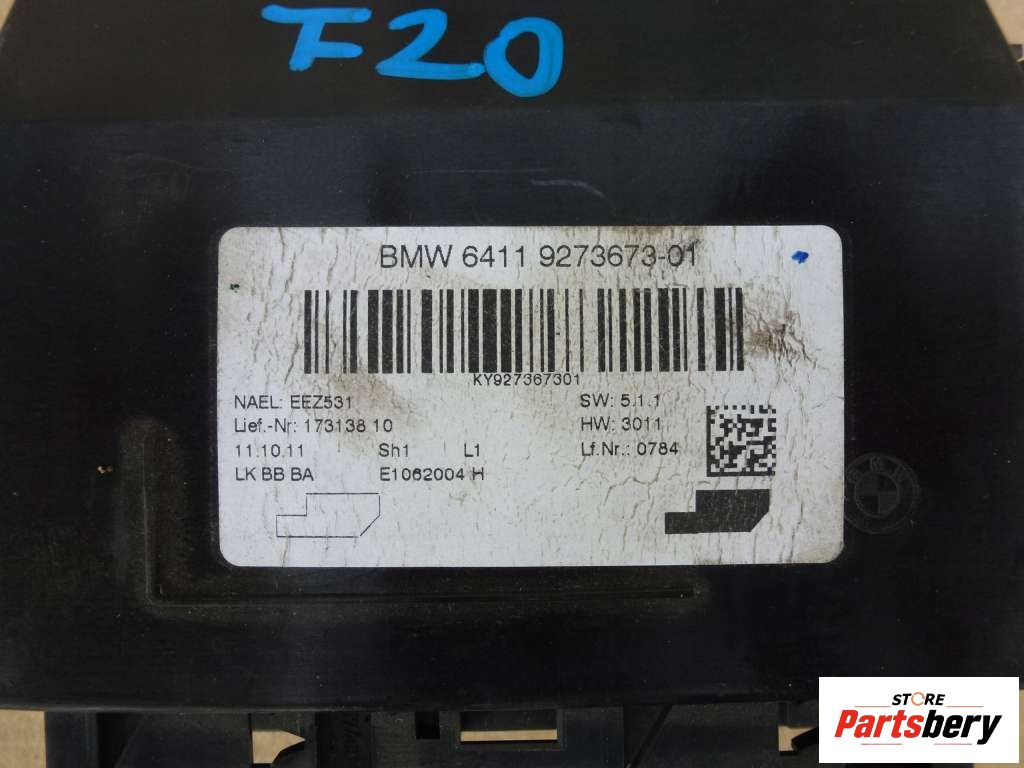 F20
BMW 6411 9273673-01
KY927367301
NAEL: EEZ531
SW: 5.1.1
Lief.-Nr: 173138 10
HW: 3011
11.10.11 Sh1 L1
Lf.Nr.: 0784
LK BB BA E1062004 H
BMW
STORE
Partsbery